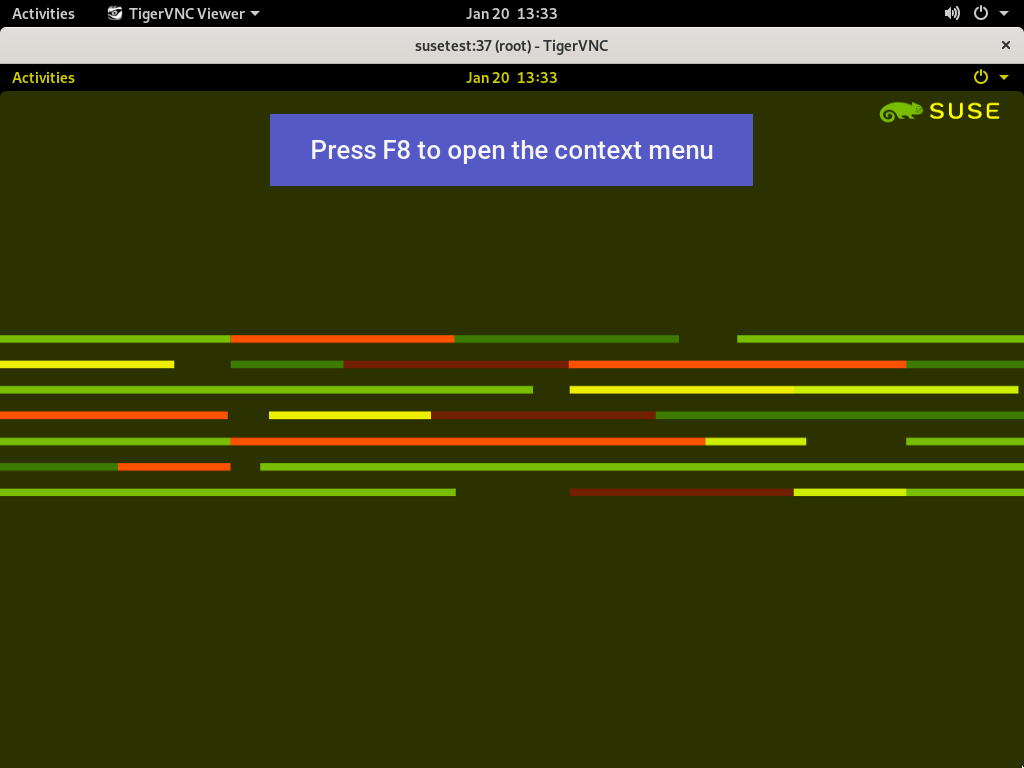 Activities TigerVNC Viewer Jan 20 13:33
susetest:37 (root) - TigerVNC
Activities Jan 20 13:33
SUSE
Press F8 to open the context menu